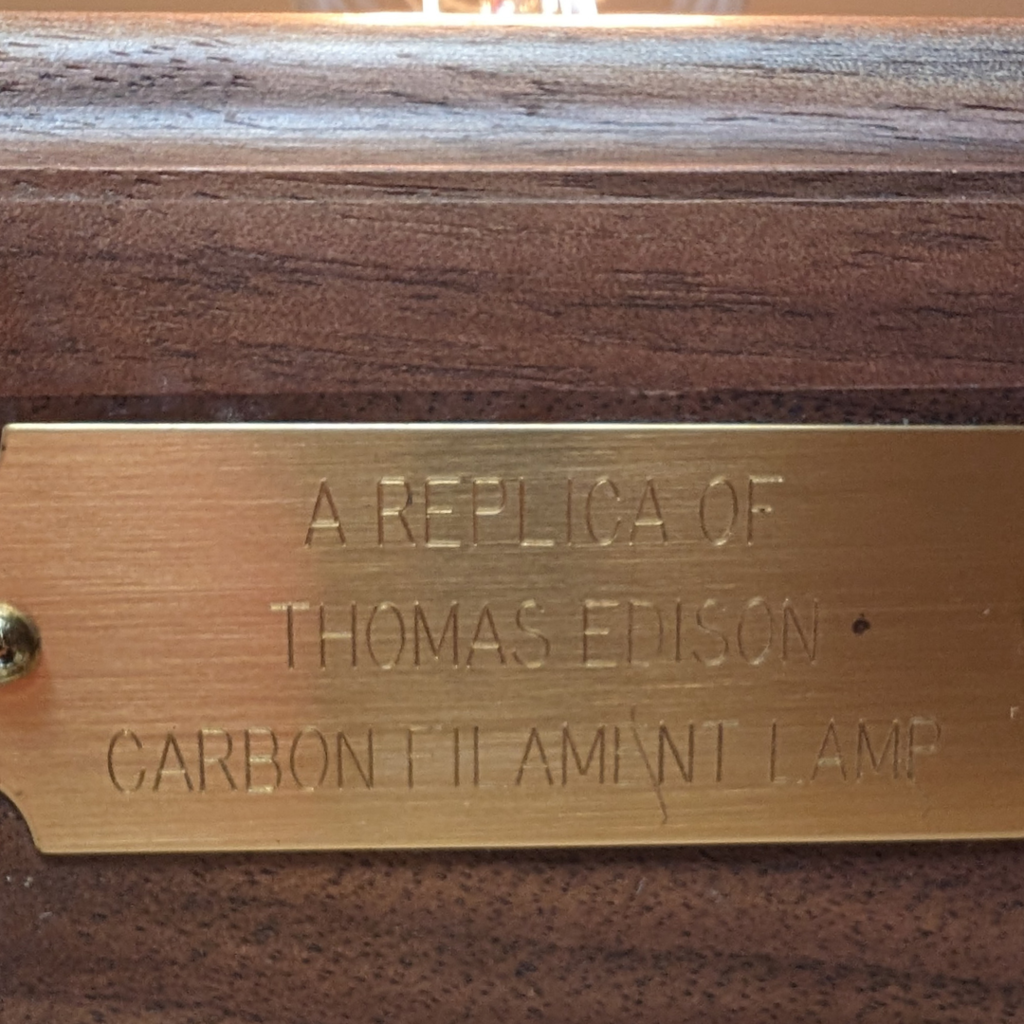 A REPLICA OF
THOMAS EDISON
CARBON FILAMENT LAMP